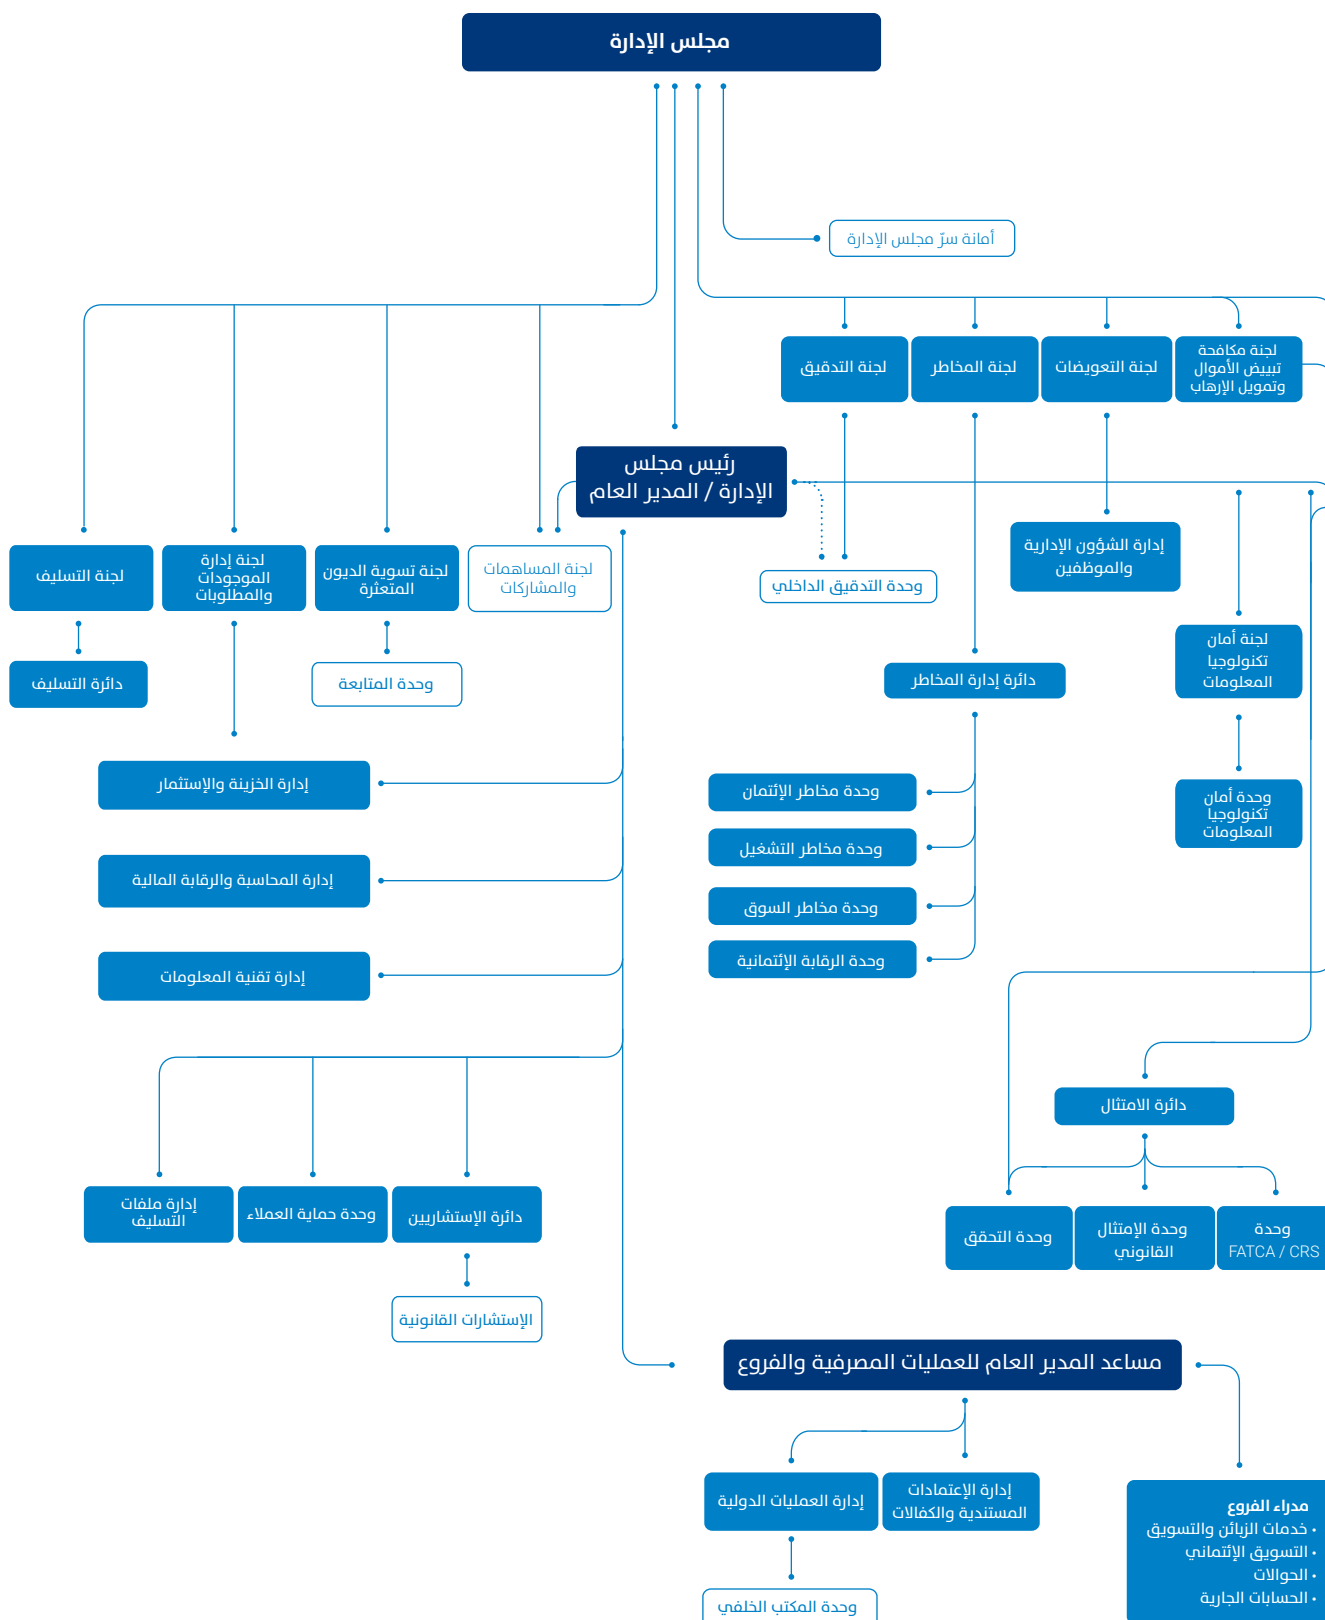 مجلس الإدارة
أمانة سرّ مجلس الإدارة
لجنة مكافحة
تبييض الأموال
وتمويل الإرهاب
لجنة التعويضات
لجنة المخاطر
لجنة التدقيق
رئيس مجلس
الإدارة / المدير العام
إدارة الشؤون الإدارية
والموظفين
وحدة التدقيق الداخلي
لجنة المساهمات
والمشاركات
لجنة تسوية الديون
المتعثرة
لجنة إدارة
الموجودات
والمطلوبات
لجنة التسليف
لجنة أمان
تكنولوجيا
المعلومات
دائرة إدارة المخاطر
وحدة المتابعة
دائرة التسليف
وحدة أمان
تكنولوجيا
المعلومات
وحدة مخاطر الإئتمان
وحدة مخاطر التشغيل
وحدة مخاطر السوق
وحدة الرقابة الإئتمانية
إدارة الخزينة والإستثمار
إدارة المحاسبة والرقابة المالية
إدارة تقنية المعلومات
دائرة الامتثال
وحدة
FATCA / CRS
وحدة الإمتثال
القانوني
وحدة التحقق
دائرة الإستشاريين
وحدة حماية العملاء
إدارة ملفات
التسليف
الإستشارات القانونية
مساعد المدير العام للعمليات المصرفية والفروع
إدارة الإعتمادات
المستندية والكفالات
إدارة العمليات الدولية
وحدة المكتب الخلفي
مدراء الفروع
• خدمات الزبائن والتسويق
• التسويق الإئتماني
• الحوالات
• الحسابات الجارية